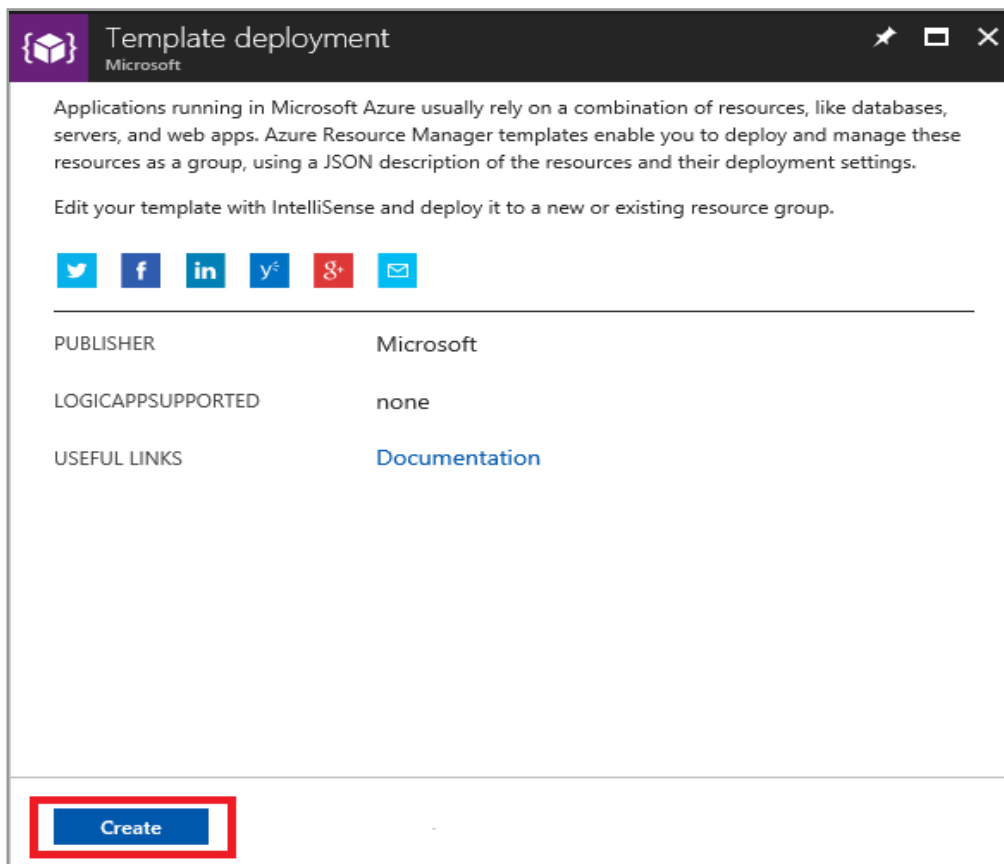 Template deployment
Microsoft
Applications running in Microsoft Azure usually rely on a combination of resources, like databases,
servers, and web apps. Azure Resource Manager templates enable you to deploy and manage these
resources as a group, using a JSON description of the resources and their deployment settings.
Edit your template with IntelliSense and deploy it to a new or existing resource group.
PUBLISHER Microsoft
LOGICAPPSUPPORTED none
USEFUL LINKS Documentation
Create